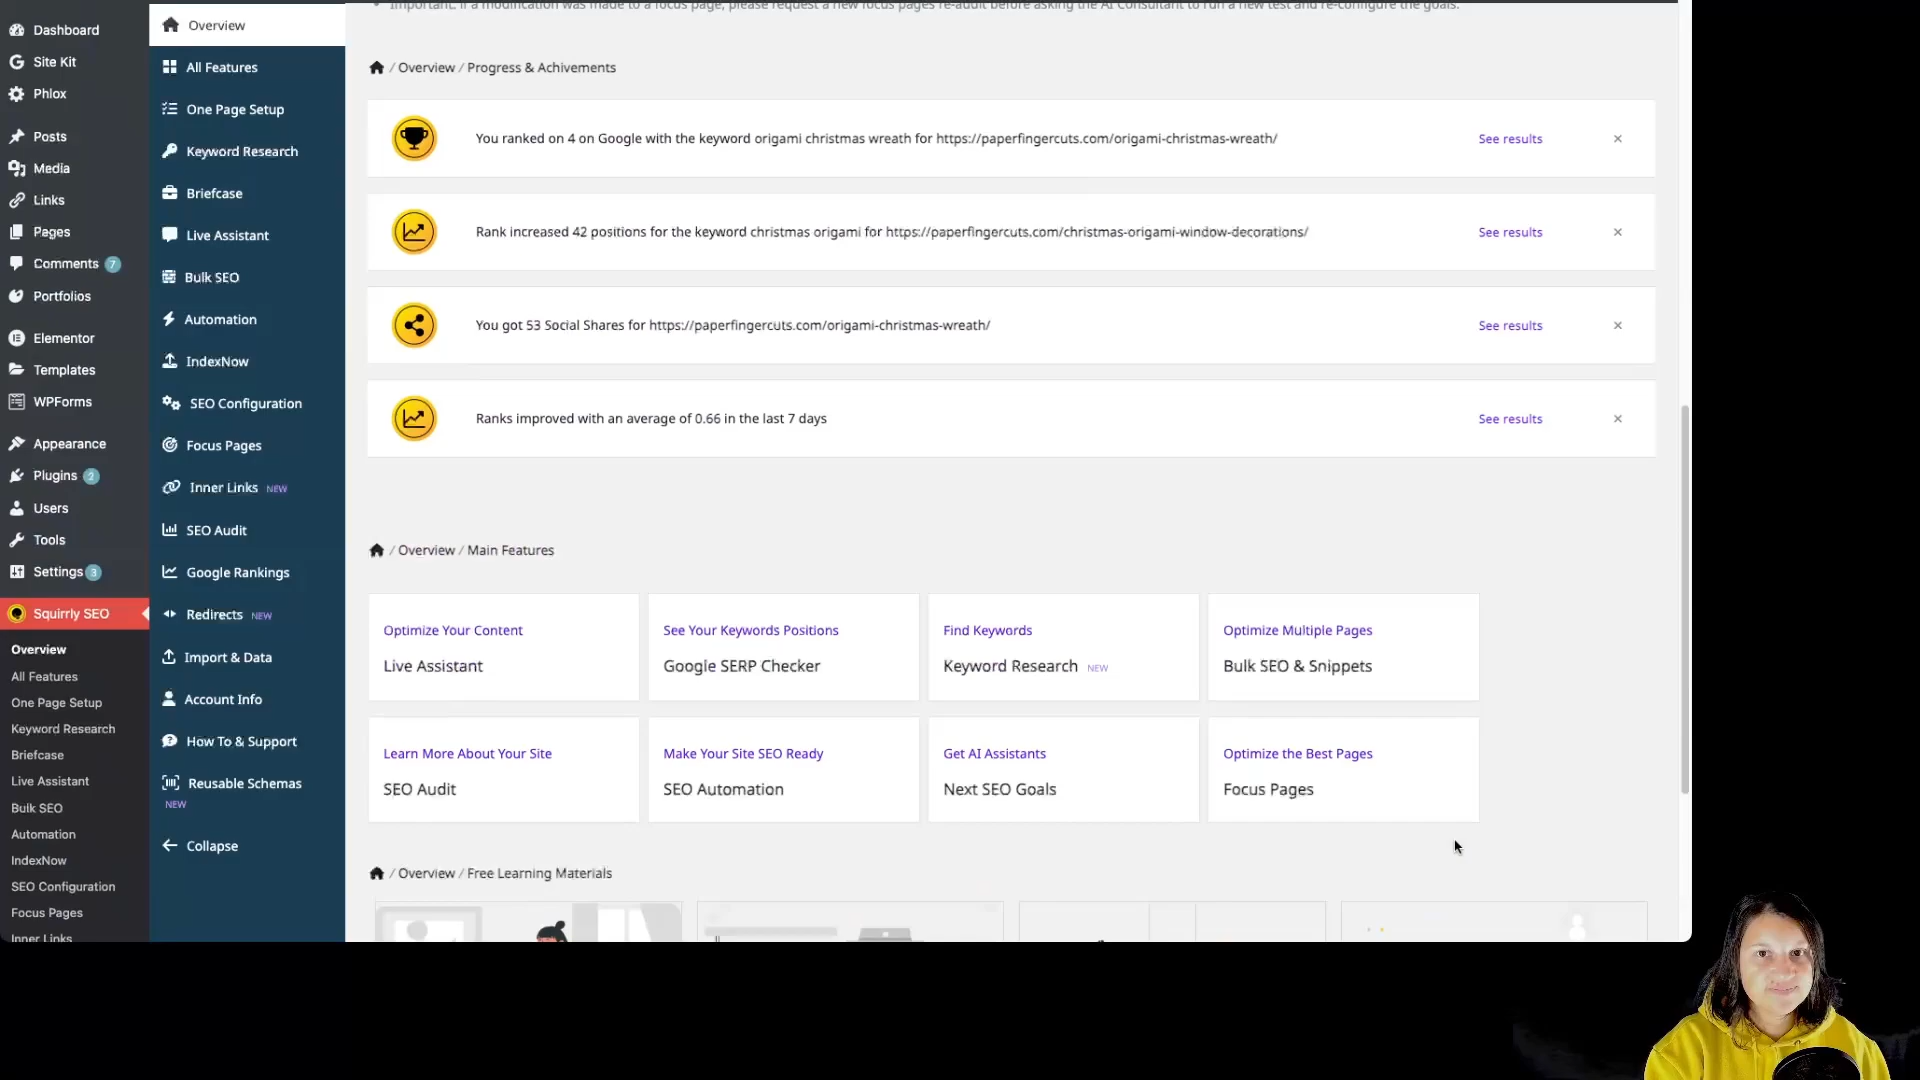 Important: if a modification was made to a focus page, please request a new focus pages re-audit before asking the AI Consultant to run a new test and re-configure the goals.
Dashboard
Site Kit
Phlox
Posts
Media
Links
Pages
Comments 7
Portfolios
Elementor
Templates
WPForms
Appearance
Plugins 2
Users
Tools
Settings 3
Squirrly SEO
Overview
All Features
One Page Setup
Keyword Research
Briefcase
Live Assistant
Bulk SEO
Automation
IndexNow
SEO Configuration
Focus Pages
Inner Links
Overview
All Features
One Page Setup
Keyword Research
Briefcase
Live Assistant
Bulk SEO
Automation
IndexNow
SEO Configuration
Focus Pages
Inner Links NEW
SEO Audit
Google Rankings
Redirects NEW
Import & Data
Account Info
How To & Support
Reusable Schemas
NEW
Collapse
/ Overview / Progress & Achivements
You ranked on 4 on Google with the keyword origami christmas wreath for https://paperfingercuts.com/origami-christmas-wreath/ See results ×
Rank increased 42 positions for the keyword christmas origami for https://paperfingercuts.com/christmas-origami-window-decorations/ See results ×
You got 53 Social Shares for https://paperfingercuts.com/origami-christmas-wreath/ See results ×
Ranks improved with an average of 0.66 in the last 7 days See results ×
/ Overview / Main Features
Optimize Your Content
Live Assistant
See Your Keywords Positions
Google SERP Checker
Find Keywords
Keyword Research NEW
Optimize Multiple Pages
Bulk SEO & Snippets
Learn More About Your Site
SEO Audit
Make Your Site SEO Ready
SEO Automation
Get AI Assistants
Next SEO Goals
Optimize the Best Pages
Focus Pages
/ Overview / Free Learning Materials